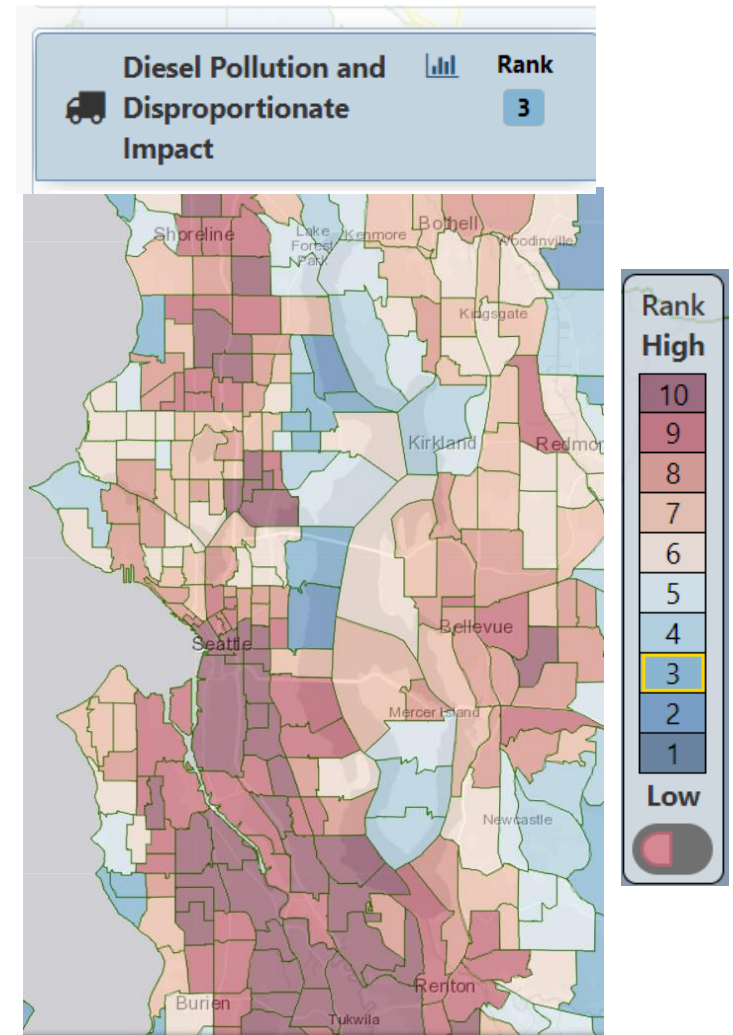 Diesel Pollution and
Disproportionate
Impact
Rank
3
Shoreline
Lake
Forest
Park
Kenmore
Bothell
Woodinville
Kingsgate
Kirkland
Redmor
Seattle
Bellevue
Mercer Island
Newcastle
Renton
Burien
Tukwila
Rank
High
10
9
8
7
6
5
4
3
2
1
Low